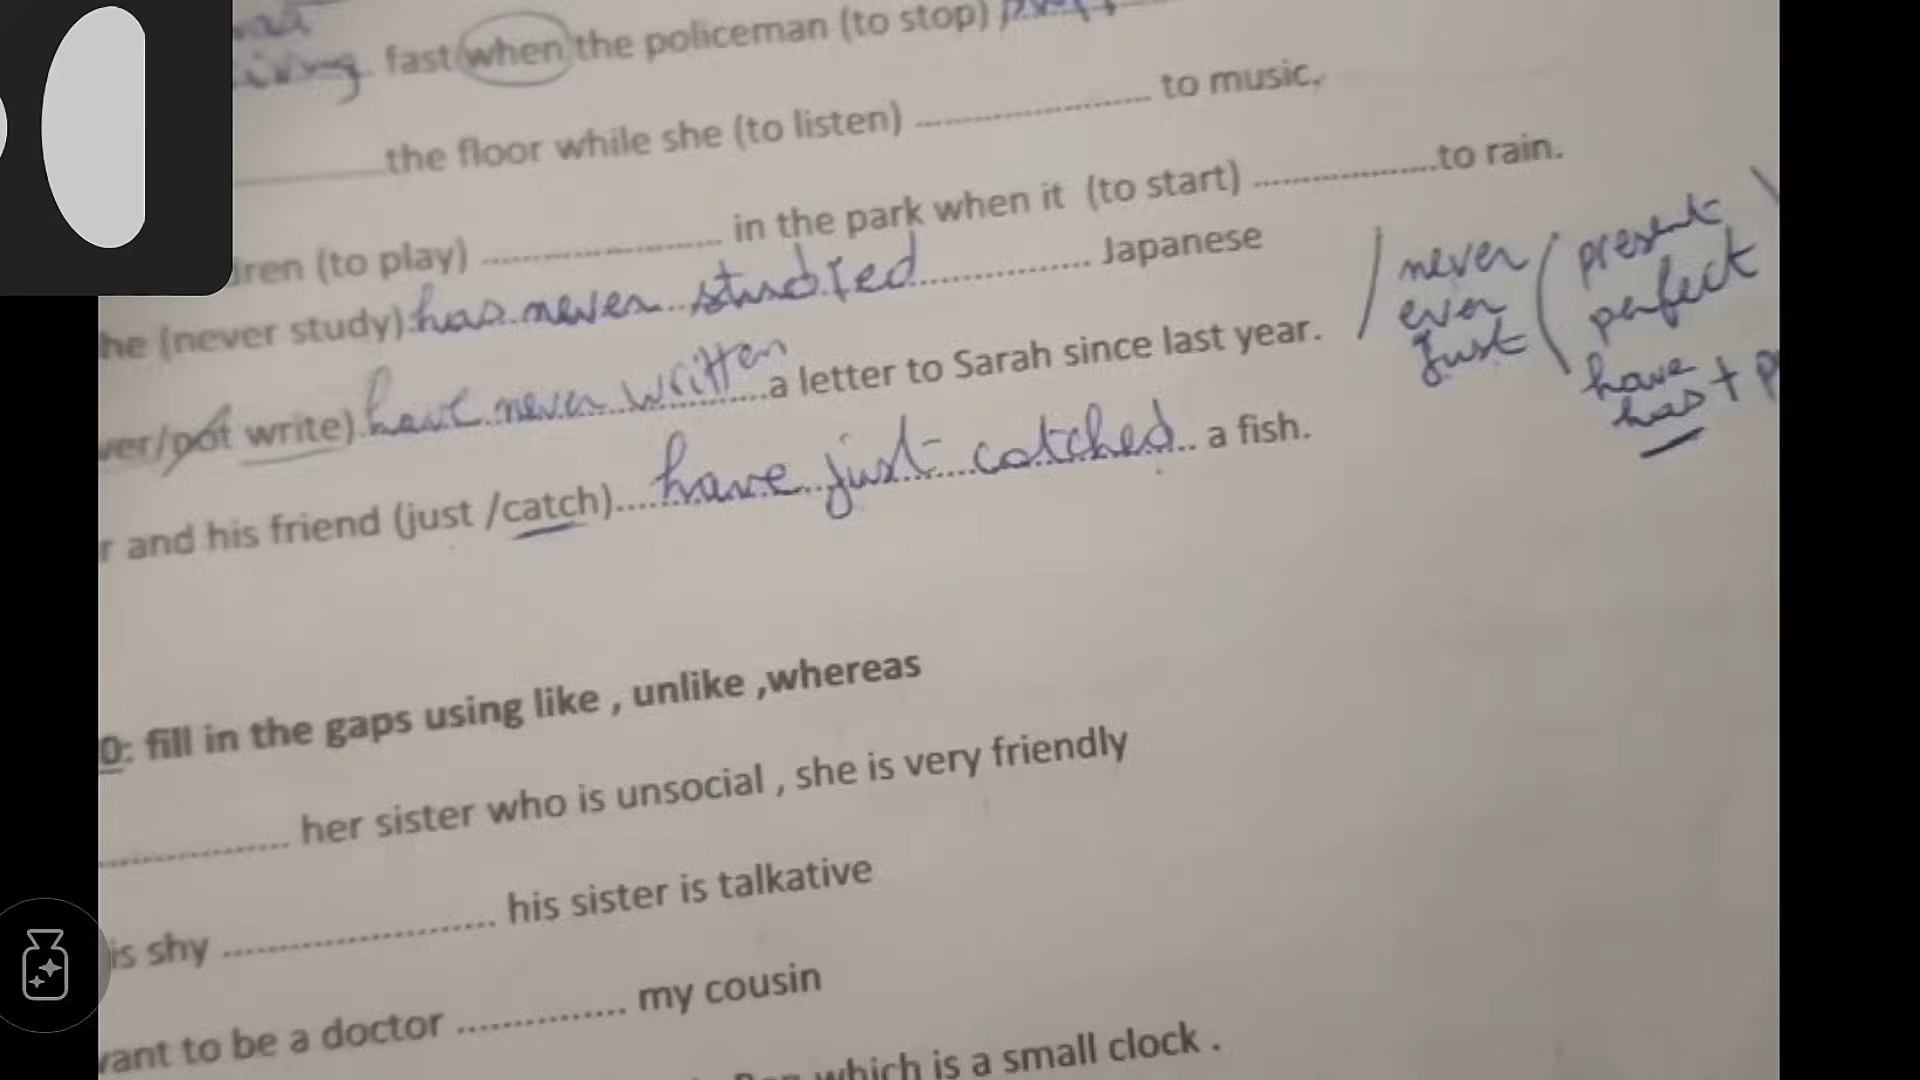 fast when the policeman (to stop)
the floor while she (to listen) ........................ to music.
ren (to play) ........................ in the park when it (to start) ...................to rain.
he (never study) has never studied .................. Japanese
never
ever
just
present
perfect
have
has + p
ver/not write) have never written a letter to Sarah since last year.
r and his friend (just /catch).... have just catched .. a fish.
0: fill in the gaps using like , unlike ,whereas
.................... her sister who is unsocial , she is very friendly
is shy ............................ his sister is talkative
vant to be a doctor ................. my cousin
which is a small clock .